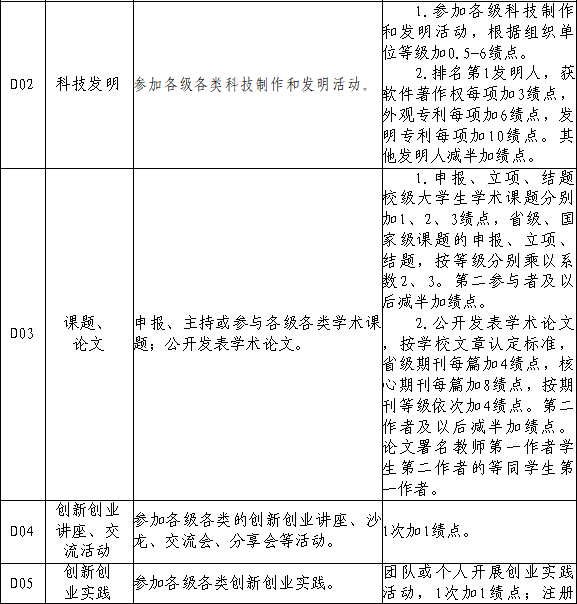 D02
科技发明
参加各级各类科技制作和发明活动。
1.参加各级科技制作
和发明活动，根据组织单
位等级加0.5-6绩点。
2.排名第1发明人，获
软件著作权每项加3绩点，
外观专利每项加6绩点，发
明专利每项加10绩点。其
他发明人减半加绩点。
D03
课题、
论文
申报、主持或参与各级各类学术课
题；公开发表学术论文。
1.申报、立项、结题
校级大学生学术课题分别
加1、2、3绩点，省级、国
家级课题的申报、立项、
结题，按等级分别乘以系
数2、3。第二参与者及以
后减半加绩点。
2.公开发表学术论文
，按学校文章认定标准，
省级期刊每篇加4绩点，核
心期刊每篇加8绩点，按期
刊等级依次加4绩点。第二
作者及以后减半加绩点。
论文署名教师第一作者学
生第二作者的等同学生第
一作者。
D04
创新创业
讲座、交
流活动
参加各级各类的创新创业讲座、沙
龙、交流会、分享会等活动。
1次加1绩点。
D05
创新创
业实践
参加各级各类创新创业实践。
团队或个人开展创业实践
活动，1次加1绩点；注册